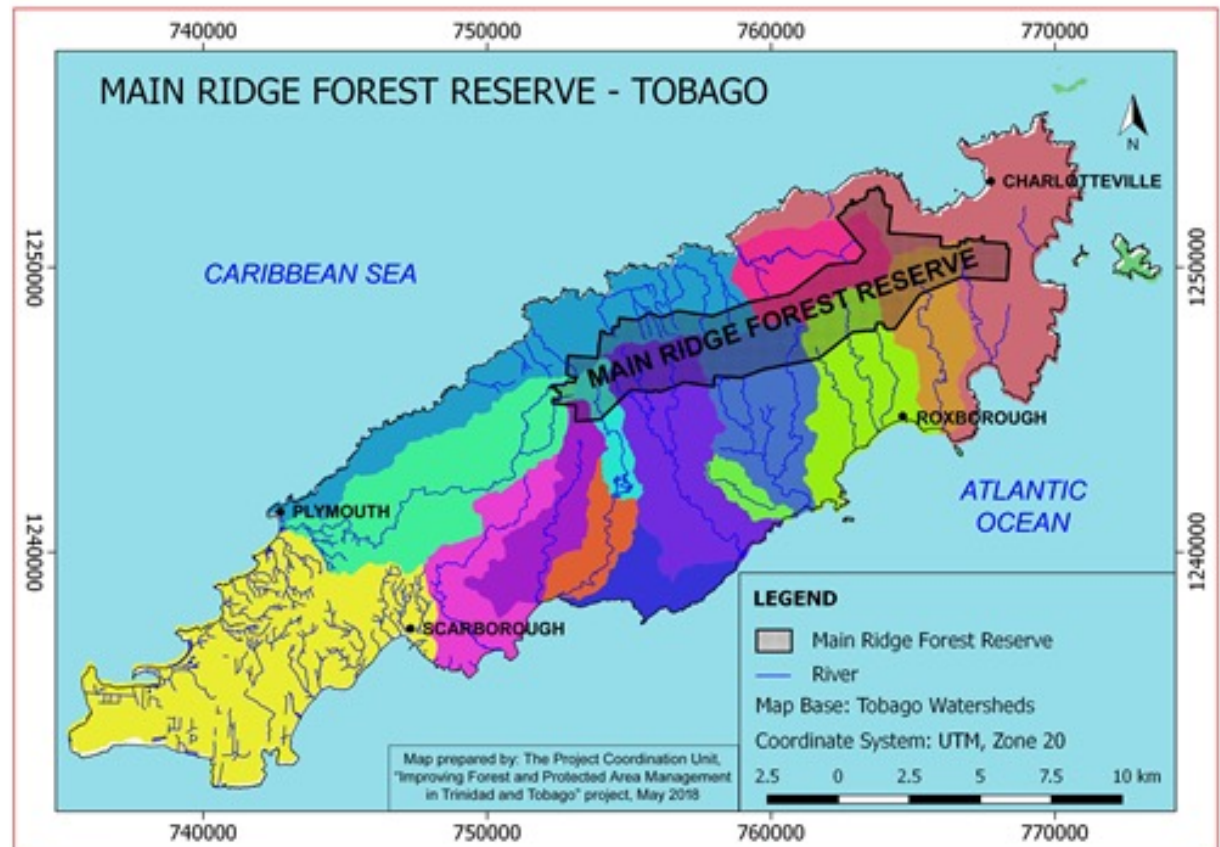 740000 750000 760000 770000
MAIN RIDGE FOREST RESERVE - TOBAGO
N
CHARLOTTEVILLE
1250000
CARIBBEAN SEA
1250000
MAIN RIDGE FOREST RESERVE
ROXBOROUGH
ATLANTIC
OCEAN
PLYMOUTH
1240000
1240000
SCARBOROUGH
LEGEND
Main Ridge Forest Reserve
River
Map Base: Tobago Watersheds
Coordinate System: UTM, Zone 20
2.5 0 2.5 5 7.5 10 km
Map prepared by: The Project Coordination Unit,
"Improving Forest and Protected Area Management
in Trinidad and Tobago" project, May 2018
740000 750000 760000 770000